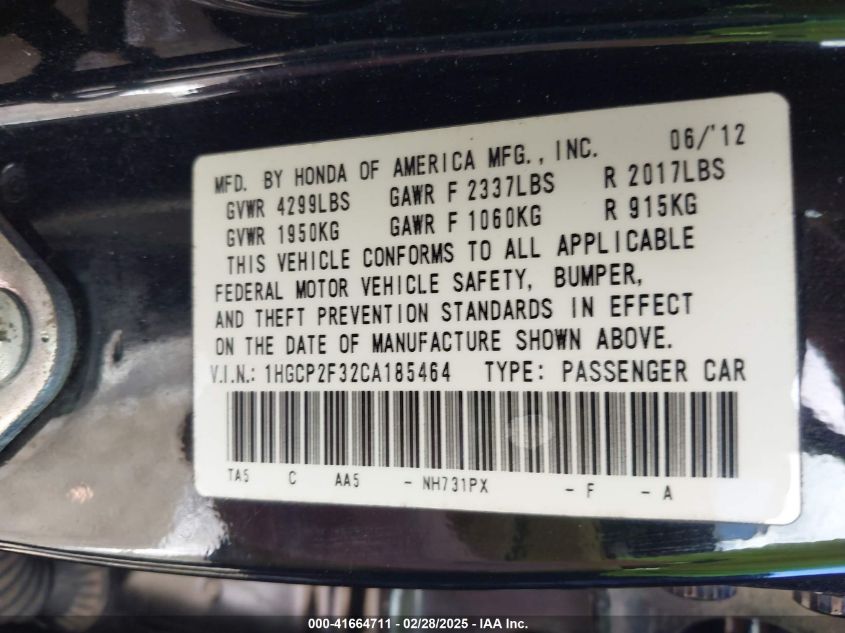 MFD. BY HONDA OF AMERICA MFG., INC. 06/'12
GVWR 4299LBS GAWR F 2337LBS R 2017LBS
GVWR 1950KG GAWR F 1060KG R 915KG
THIS VEHICLE CONFORMS TO ALL APPLICABLE
FEDERAL MOTOR VEHICLE SAFETY, BUMPER,
AND THEFT PREVENTION STANDARDS IN EFFECT
ON THE DATE OF MANUFACTURE SHOWN ABOVE.
V.I.N.: 1HGCP2F32CA185464 TYPE: PASSENGER CAR
TA5 C AA5 - NH731PX - F - A
000-41664711 - 02/28/2025 - IAA Inc.